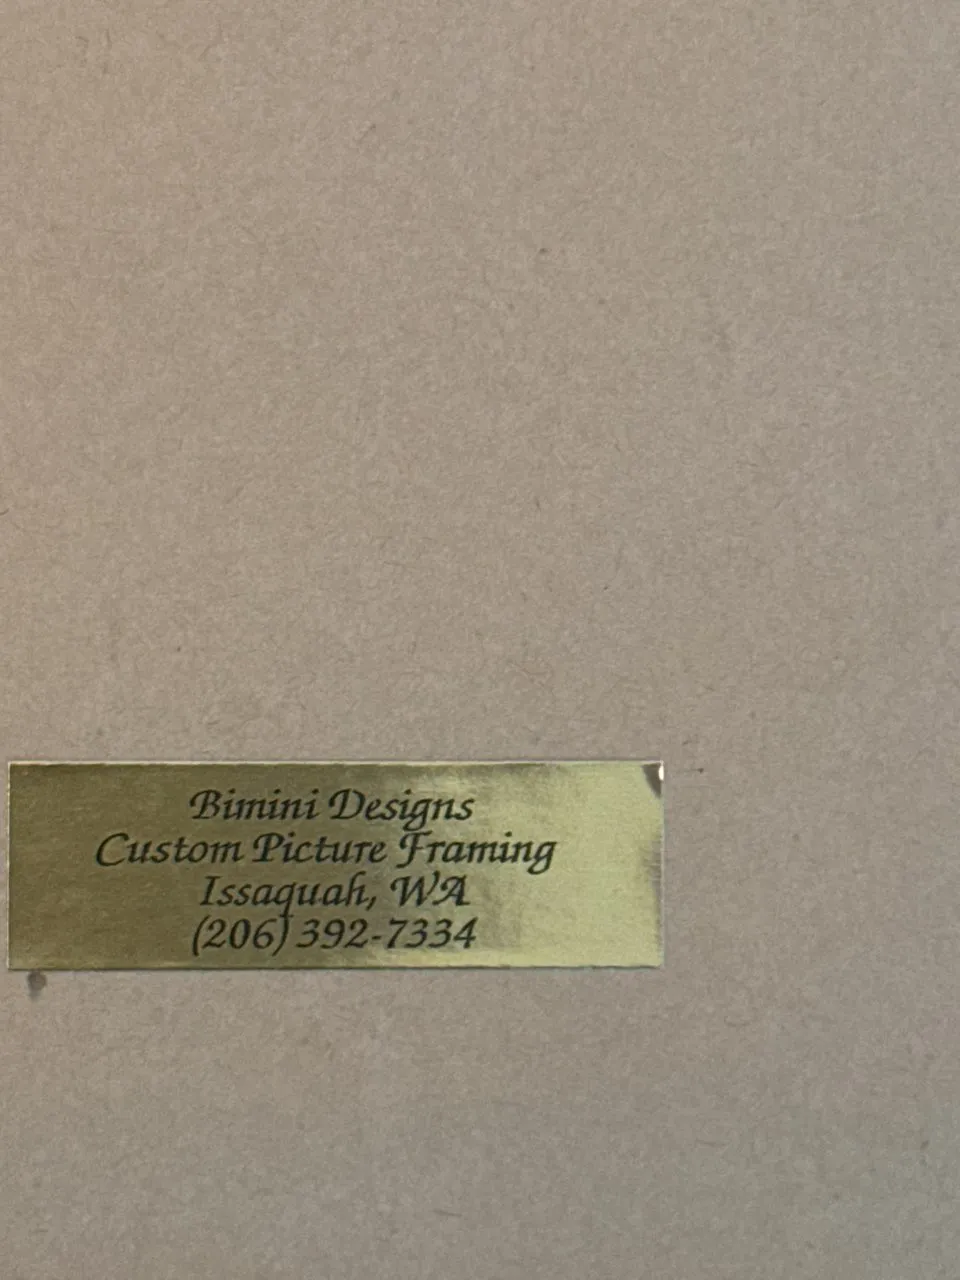 Bimini Designs
Custom Picture Framing
Issaquah, WA
(206) 392-7334